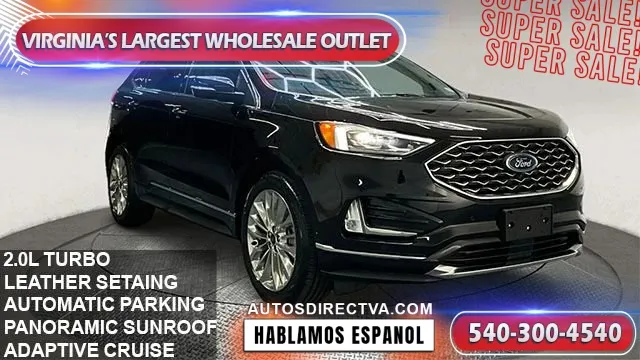 VIRGINIA'S LARGEST WHOLESALE OUTLET
SUPER SALE!
SUPER SALE!
SUPER SALE!
Ford
2.0L TURBO
LEATHER SETAING
AUTOMATIC PARKING
PANORAMIC SUNROOF
ADAPTIVE CRUISE
AUTOSDIRECTVA.COM
HABLAMOS ESPANOL
540-300-4540